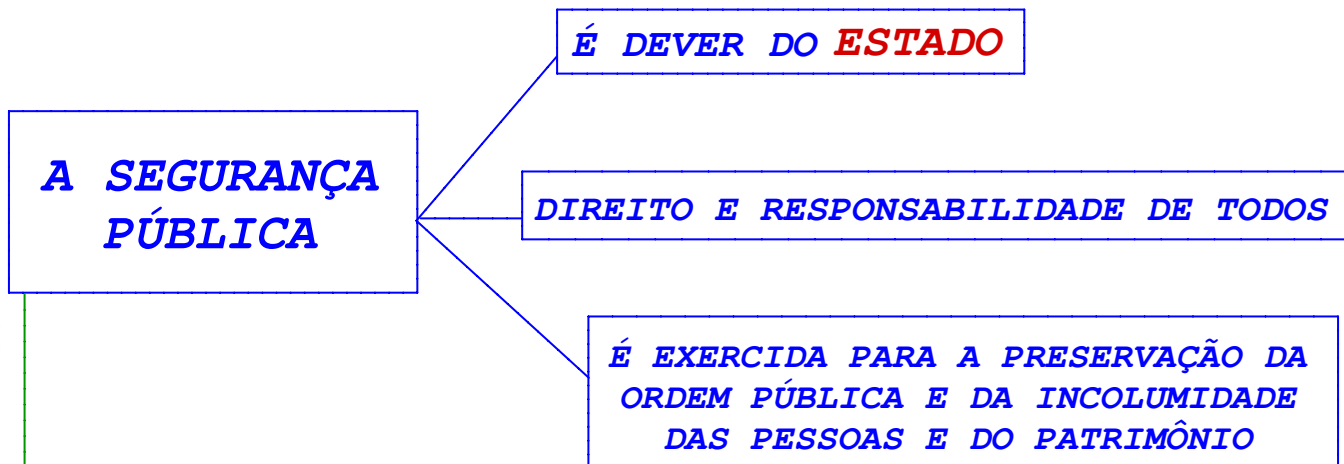 É DEVER DO ESTADO
A SEGURANÇA
PÚBLICA
DIREITO E RESPONSABILIDADE DE TODOS
É EXERCIDA PARA A PRESERVAÇÃO DA
ORDEM PÚBLICA E DA INCOLUMIDADE
DAS PESSOAS E DO PATRIMÔNIO